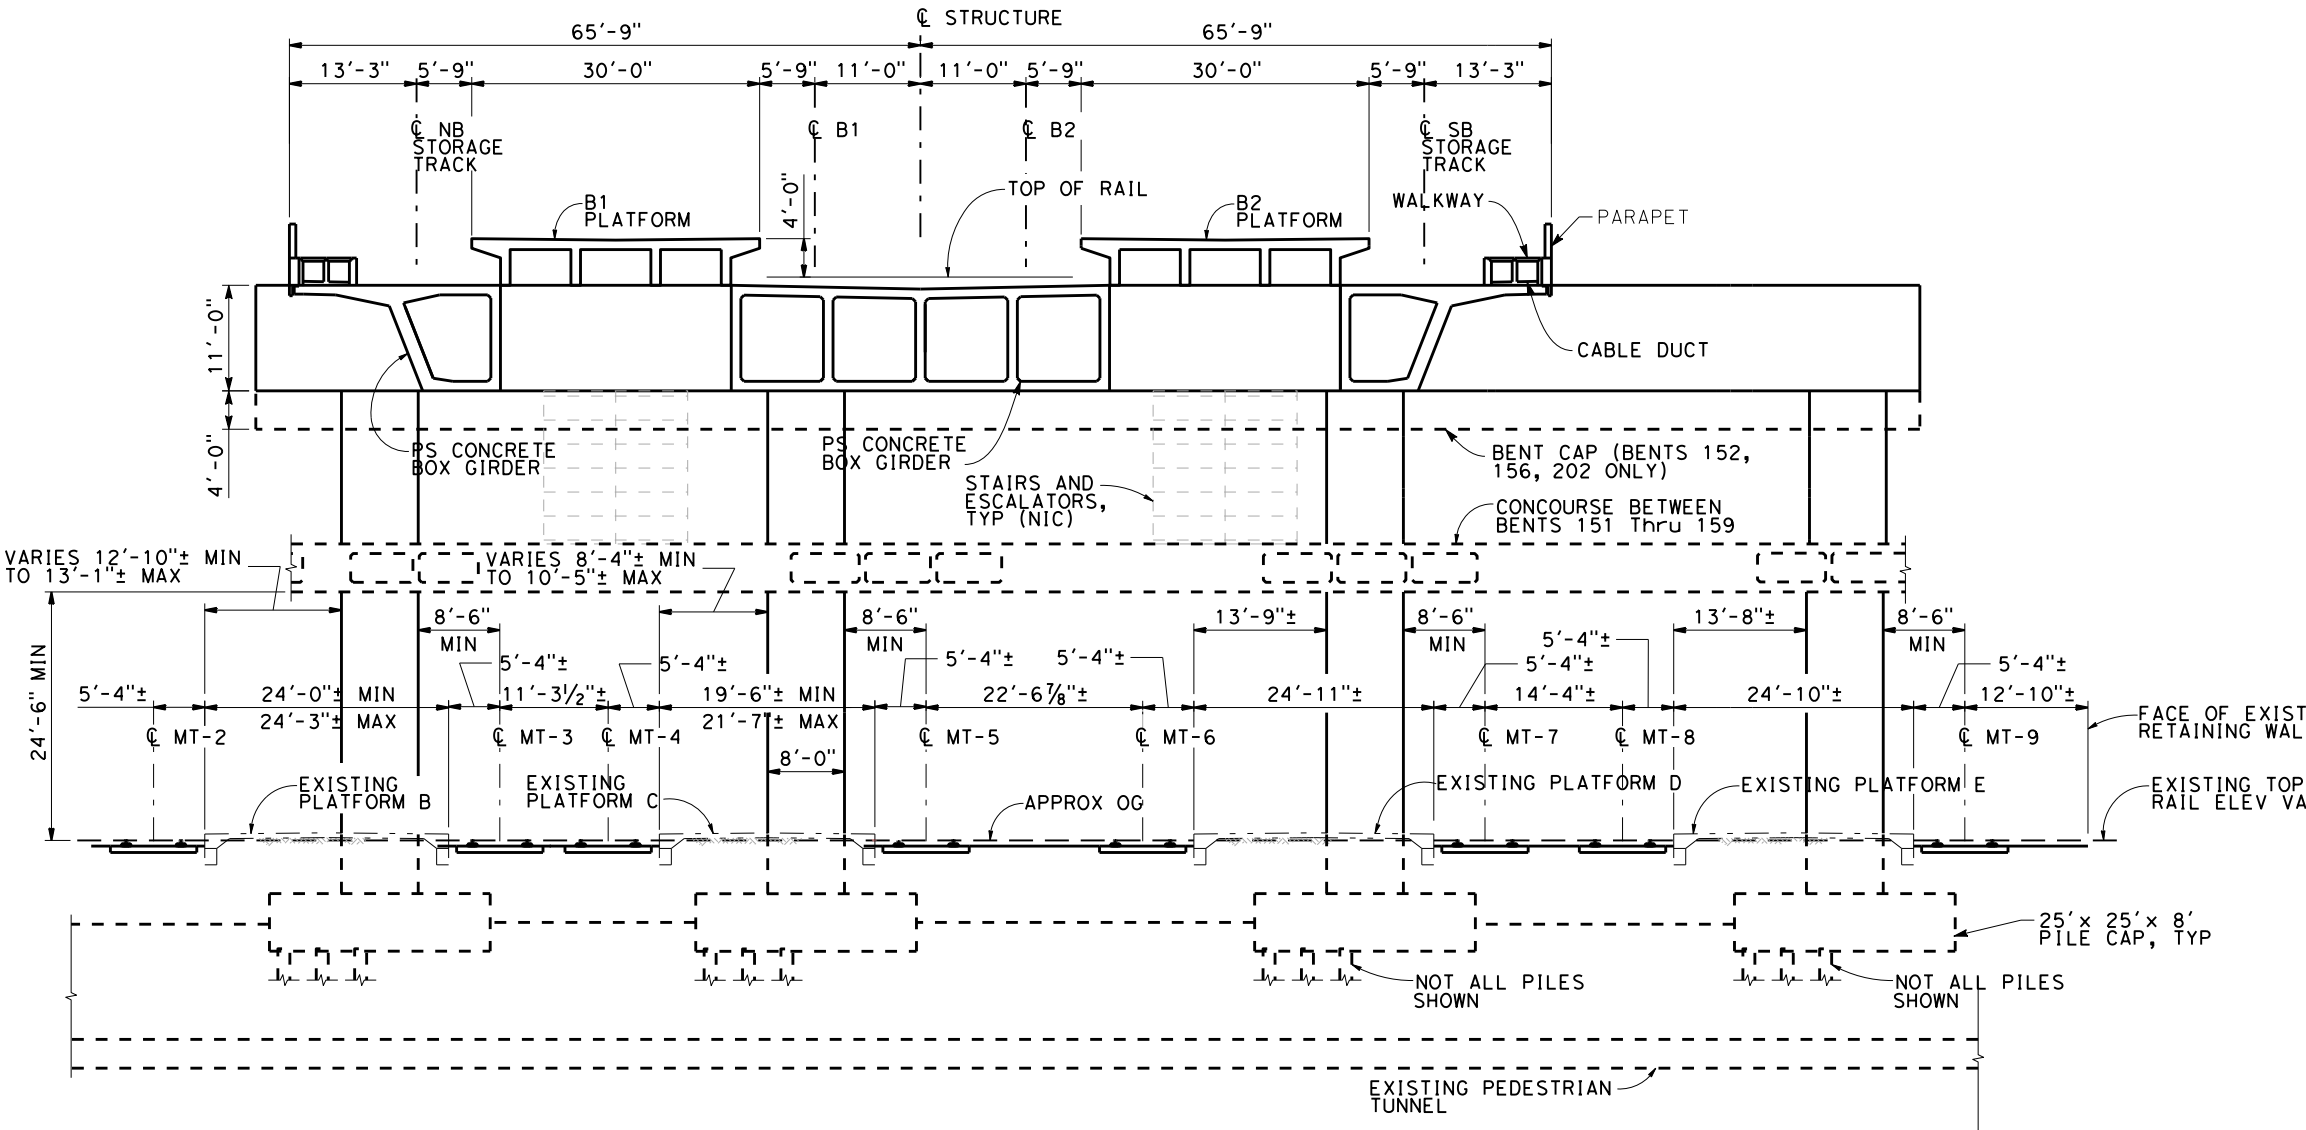 ℄ STRUCTURE
65'-9" 65'-9"
13'-3" 5'-9" 30'-0" 5'-9" 11'-0" 11'-0" 5'-9" 30'-0" 5'-9" 13'-3"
℄ NB
STORAGE
TRACK
℄ B1
℄ B2
℄ SB
STORAGE
TRACK
4'-0"
TOP OF RAIL
B1
PLATFORM
B2
PLATFORM
WALKWAY
PARAPET
11'-0"
CABLE DUCT
4'-0"
PS CONCRETE
BOX GIRDER
PS CONCRETE
BOX GIRDER
STAIRS AND
ESCALATORS,
TYP (NIC)
BENT CAP (BENTS 152,
156, 202 ONLY)
CONCOURSE BETWEEN
BENTS 151 Thru 159
VARIES 12'-10"± MIN
TO 13'-1"± MAX
VARIES 8'-4"± MIN
TO 10'-5"± MAX
24'-6" MIN
8'-6"
MIN
8'-6"
MIN
13'-9"±
8'-6"
MIN
13'-8"±
8'-6"
MIN
5'-4"± 5'-4"± 5'-4"± 5'-4"± 5'-4"± 5'-4"± 5'-4"±
5'-4"±
24'-0"± MIN
24'-3"± MAX
11'-3½"±
19'-6"± MIN
21'-7"± MAX
22'-6⅞"±
24'-11"±
14'-4"±
24'-10"±
12'-10"±
℄ MT-2
℄ MT-3
℄ MT-4
℄ MT-5
℄ MT-6
℄ MT-7
℄ MT-8
℄ MT-9
FACE OF EXIST
RETAINING WAL
8'-0"
EXISTING
PLATFORM B
EXISTING
PLATFORM C
APPROX OG
EXISTING PLATFORM D
EXISTING PLATFORM E
EXISTING TOP
RAIL ELEV VA
25' x 25' x 8'
PILE CAP, TYP
NOT ALL PILES
SHOWN
NOT ALL PILES
SHOWN
EXISTING PEDESTRIAN
TUNNEL